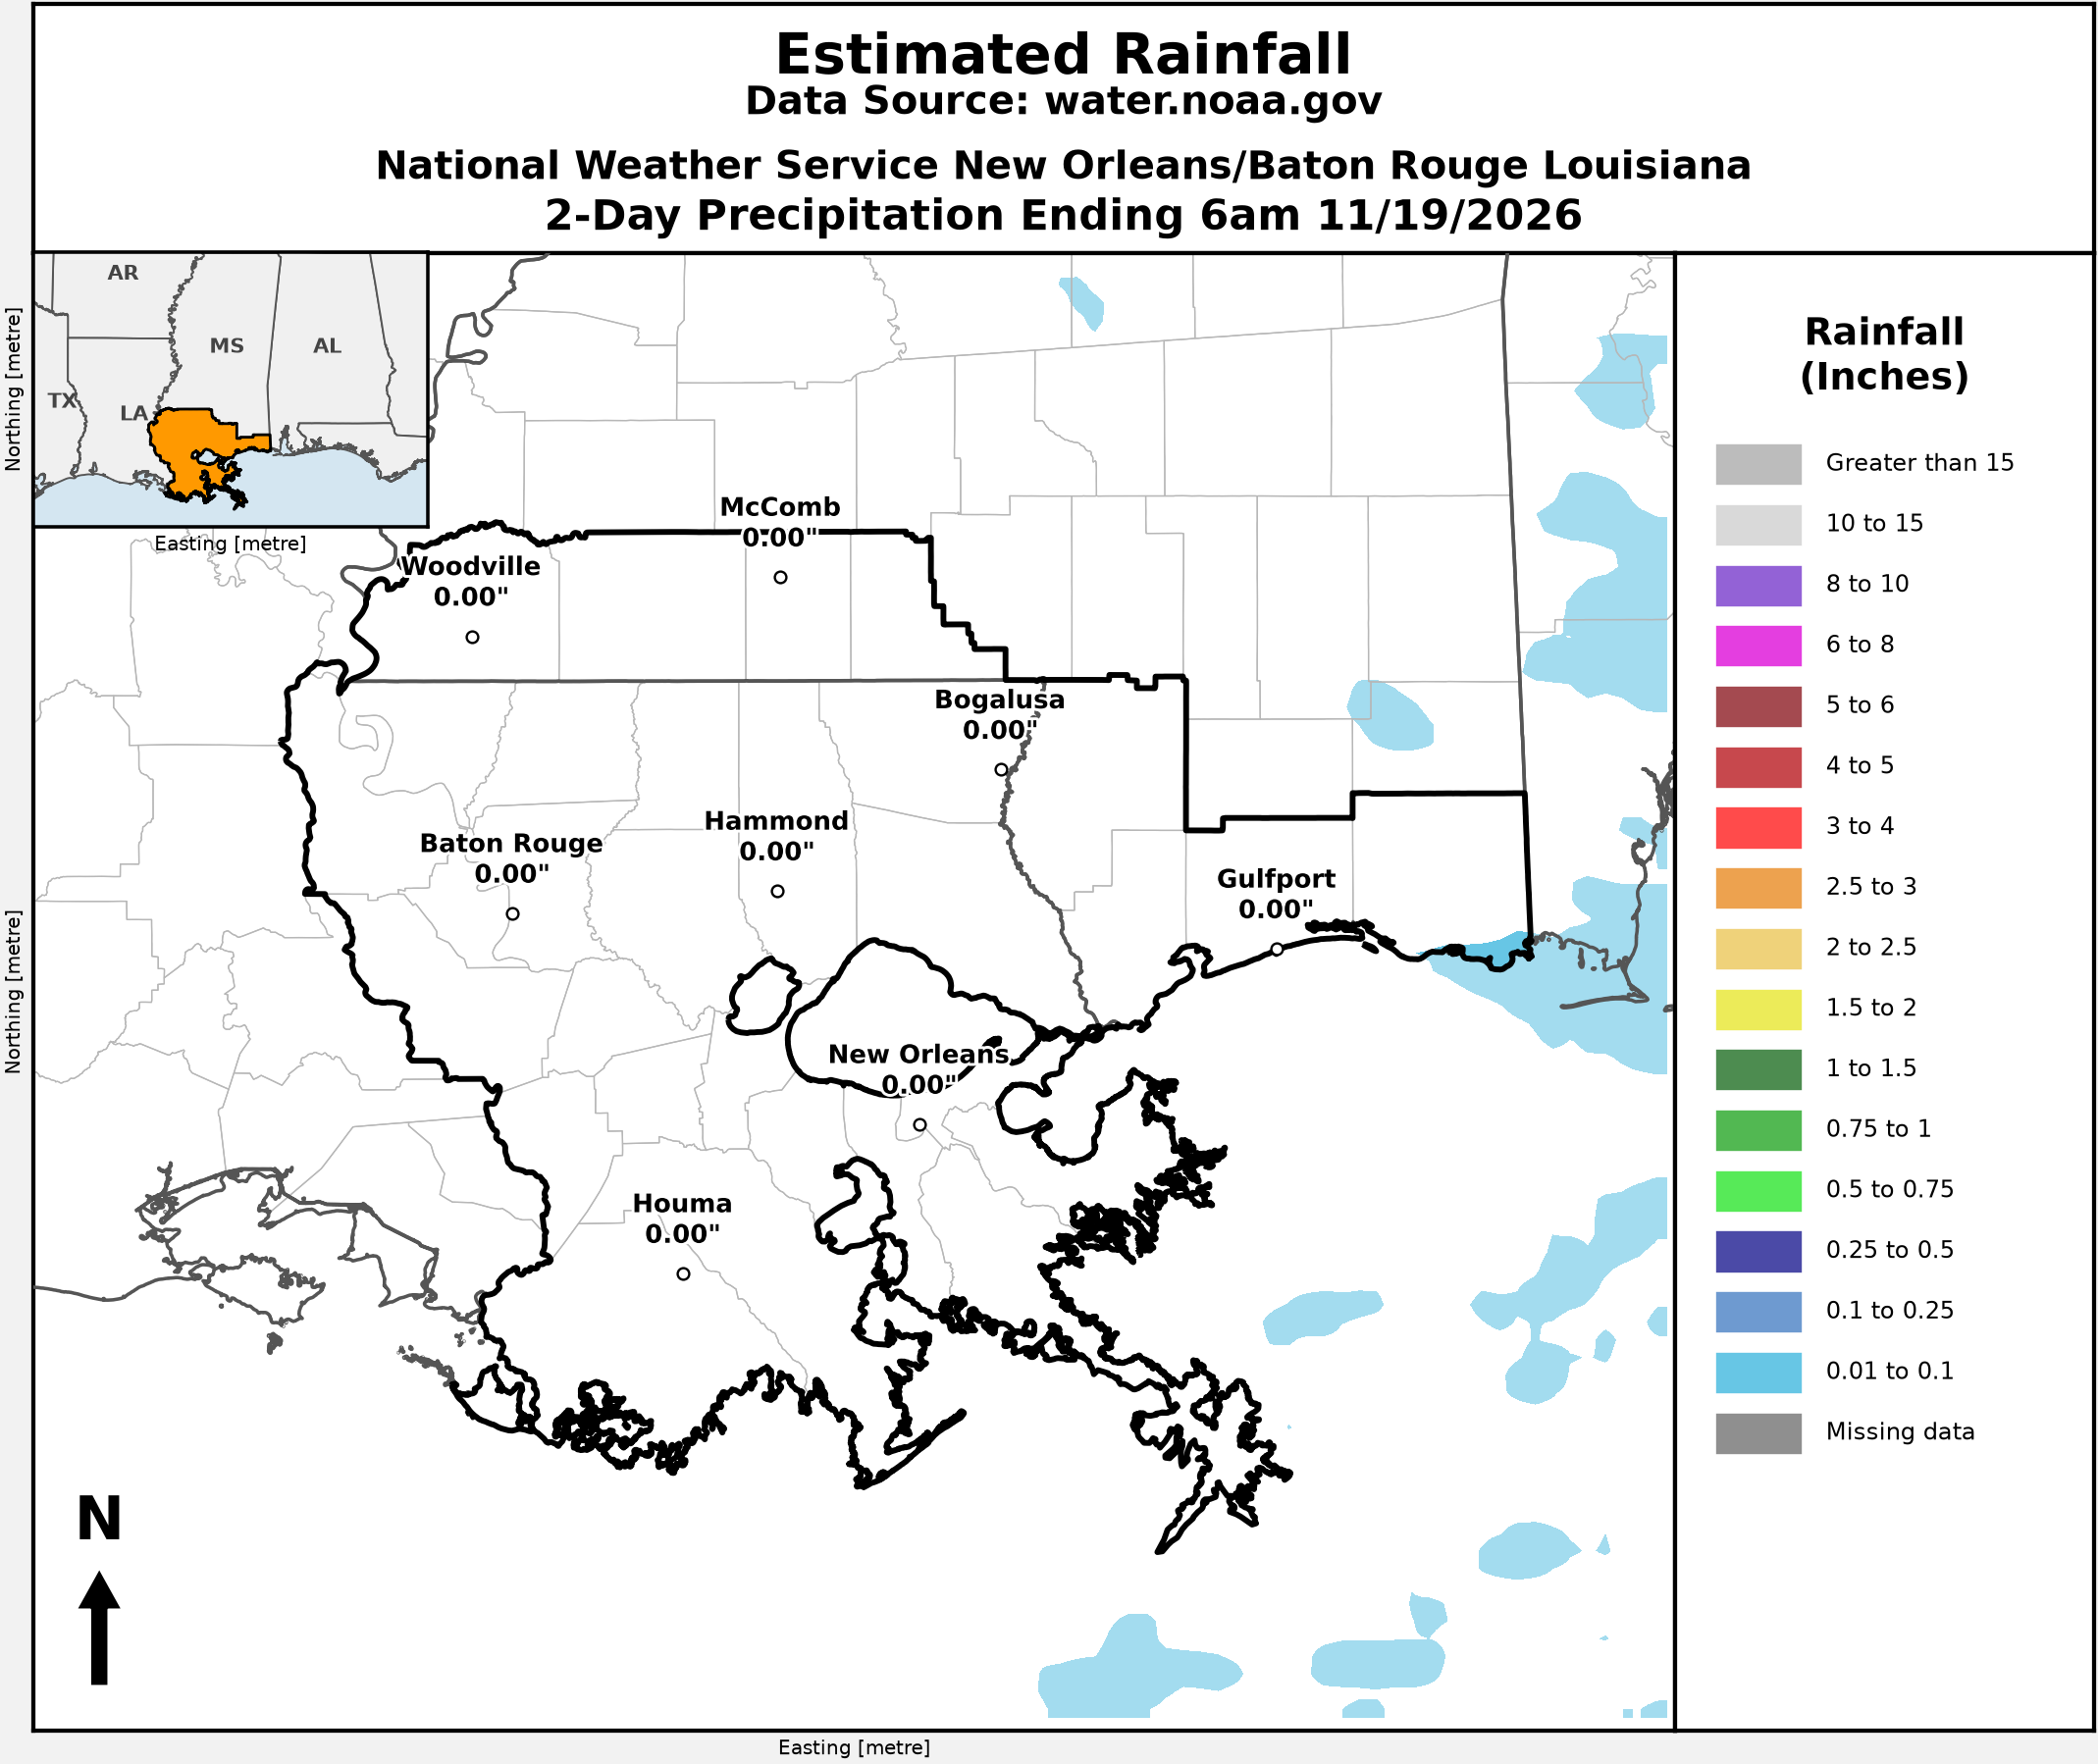 Estimated Rainfall
Data Source: water.noaa.gov
National Weather Service New Orleans/Baton Rouge Louisiana
2-Day Precipitation Ending 6am 11/19/2026
Northing [metre]
AR
MS
AL
TX
LA
Easting [metre]
McComb
0.00"
Woodville
0.00"
Bogalusa
0.00"
Hammond
0.00"
Baton Rouge
0.00"
Gulfport
0.00"
New Orleans
0.00"
Houma
0.00"
N
Northing [metre]
Easting [metre]
Rainfall
(Inches)
Greater than 15
10 to 15
8 to 10
6 to 8
5 to 6
4 to 5
3 to 4
2.5 to 3
2 to 2.5
1.5 to 2
1 to 1.5
0.75 to 1
0.5 to 0.75
0.25 to 0.5
0.1 to 0.25
0.01 to 0.1
Missing data